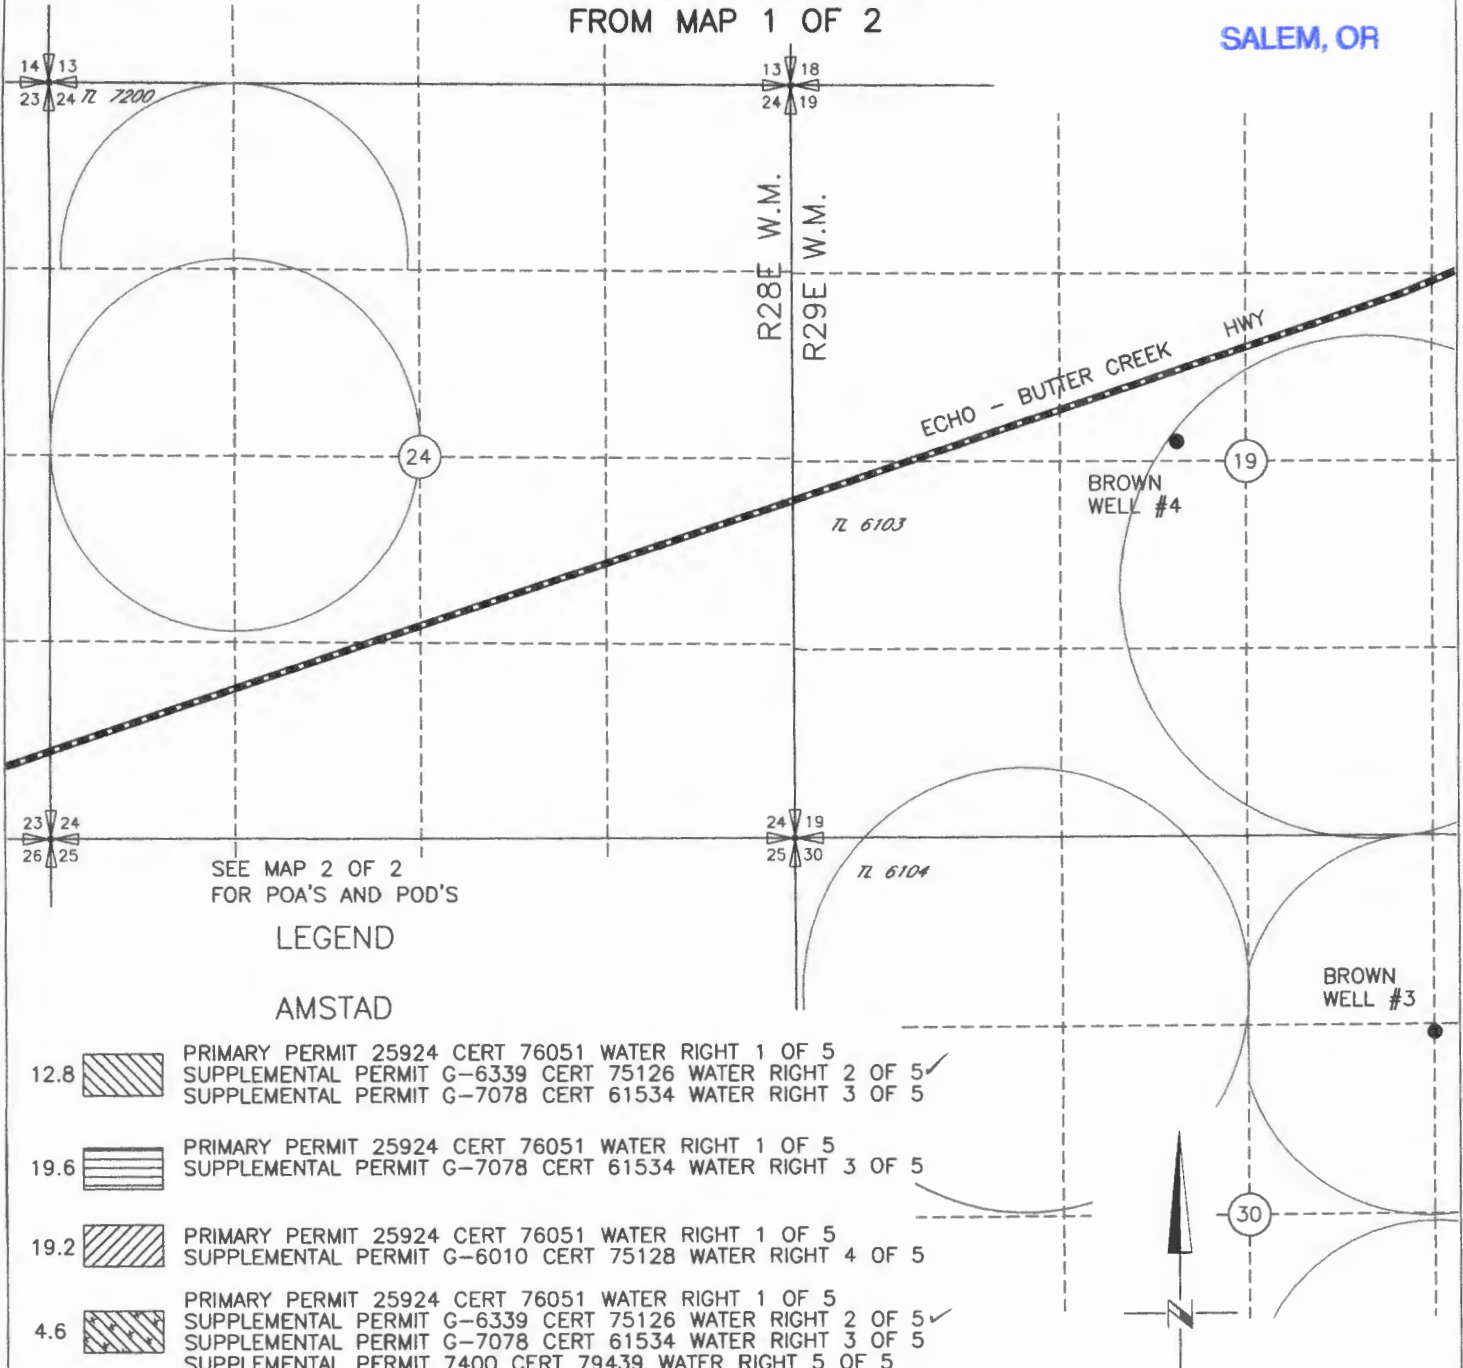 FROM MAP 1 OF 2
SALEM, OR
14 13
23 24
TL 7200
13 18
24 19
R28E W.M.
R29E W.M.
ECHO - BUTTER CREEK HWY
24
19
BROWN
WELL #4
TL 6103
23 24
26 25
24 19
25 30
SEE MAP 2 OF 2
FOR POA'S AND POD'S
TL 6104
LEGEND
BROWN
WELL #3
AMSTAD
12.8
PRIMARY PERMIT 25924 CERT 76051 WATER RIGHT 1 OF 5
SUPPLEMENTAL PERMIT G-6339 CERT 75126 WATER RIGHT 2 OF 5✓
SUPPLEMENTAL PERMIT G-7078 CERT 61534 WATER RIGHT 3 OF 5
19.6
PRIMARY PERMIT 25924 CERT 76051 WATER RIGHT 1 OF 5
SUPPLEMENTAL PERMIT G-7078 CERT 61534 WATER RIGHT 3 OF 5
30
19.2
PRIMARY PERMIT 25924 CERT 76051 WATER RIGHT 1 OF 5
SUPPLEMENTAL PERMIT G-6010 CERT 75128 WATER RIGHT 4 OF 5
4.6
PRIMARY PERMIT 25924 CERT 76051 WATER RIGHT 1 OF 5
SUPPLEMENTAL PERMIT G-6339 CERT 75126 WATER RIGHT 2 OF 5✓
SUPPLEMENTAL PERMIT G-7078 CERT 61534 WATER RIGHT 3 OF 5
SUPPLEMENTAL PERMIT 7400 CERT 79439 WATER RIGHT 5 OF 5
N